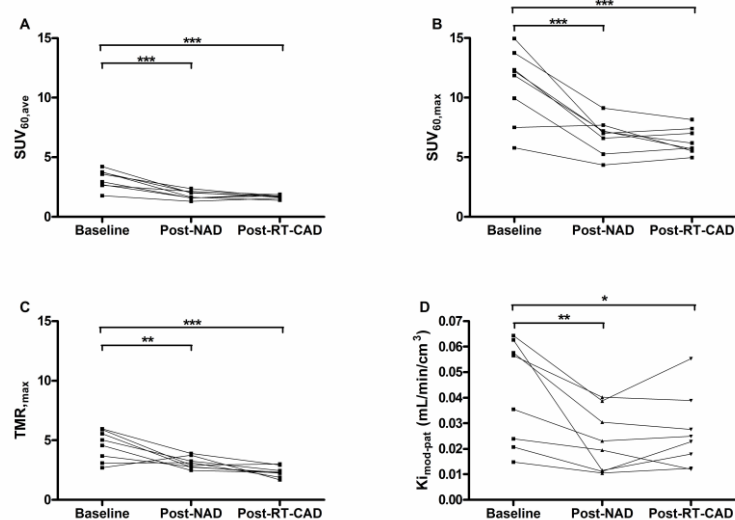 A
***
***
SUV60,ave
15
10
5
0
Baseline Post-NAD Post-RT-CAD
B
***
***
SUV60,max
15
10
5
0
Baseline Post-NAD Post-RT-CAD
C
***
**
TMR,max
15
10
5
0
Baseline Post-NAD Post-RT-CAD
D
*
**
Kimod-pat (mL/min/cm3)
0.07
0.06
0.05
0.04
0.03
0.02
0.01
0.00
Baseline Post-NAD Post-RT-CAD